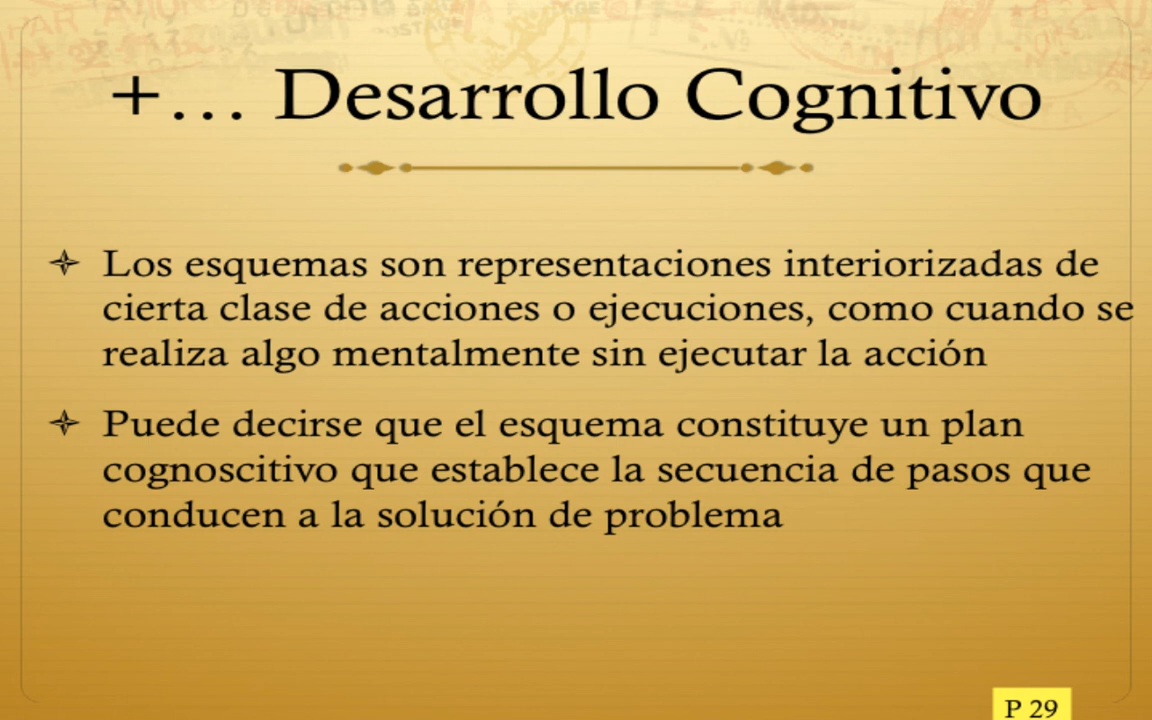 +... Desarrollo Cognitivo
Los esquemas son representaciones interiorizadas de
cierta clase de acciones o ejecuciones, como cuando se
realiza algo mentalmente sin ejecutar la acción
Puede decirse que el esquema constituye un plan
cognoscitivo que establece la secuencia de pasos que
conducen a la solución de problema
P 29